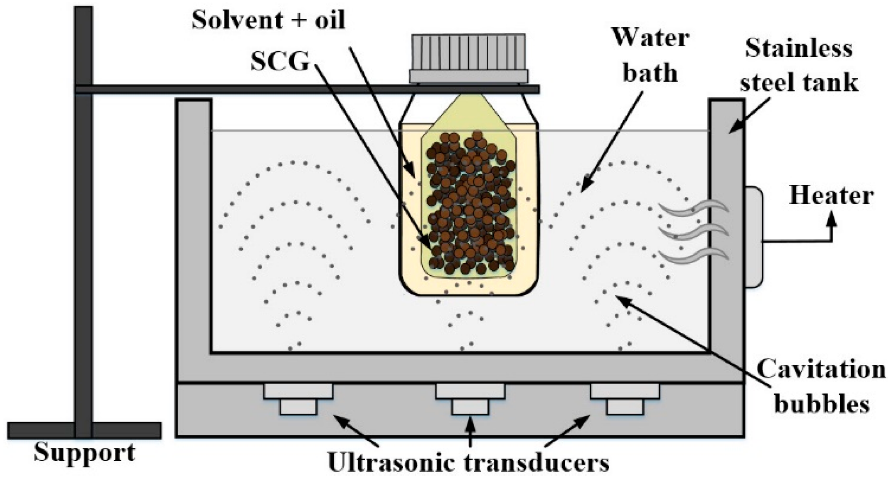 Solvent + oil
SCG
Water
bath
Stainless
steel tank
Heater
Cavitation
bubbles
Support
Ultrasonic transducers